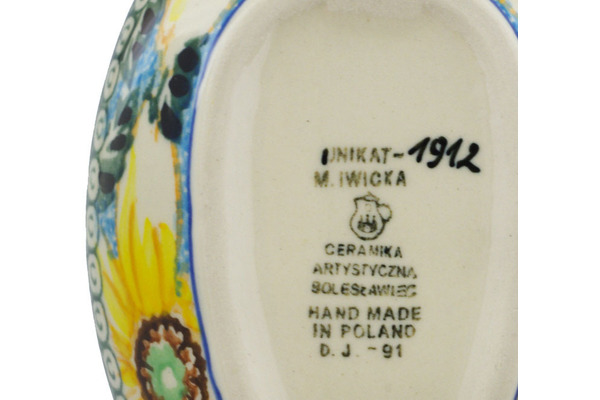 UNIKAT-1912
M. IWICKA
CERAMIKA
ARTYSTYCZNA
BOLESŁAWIEC
HAND MADE
IN POLAND
D.J.-91